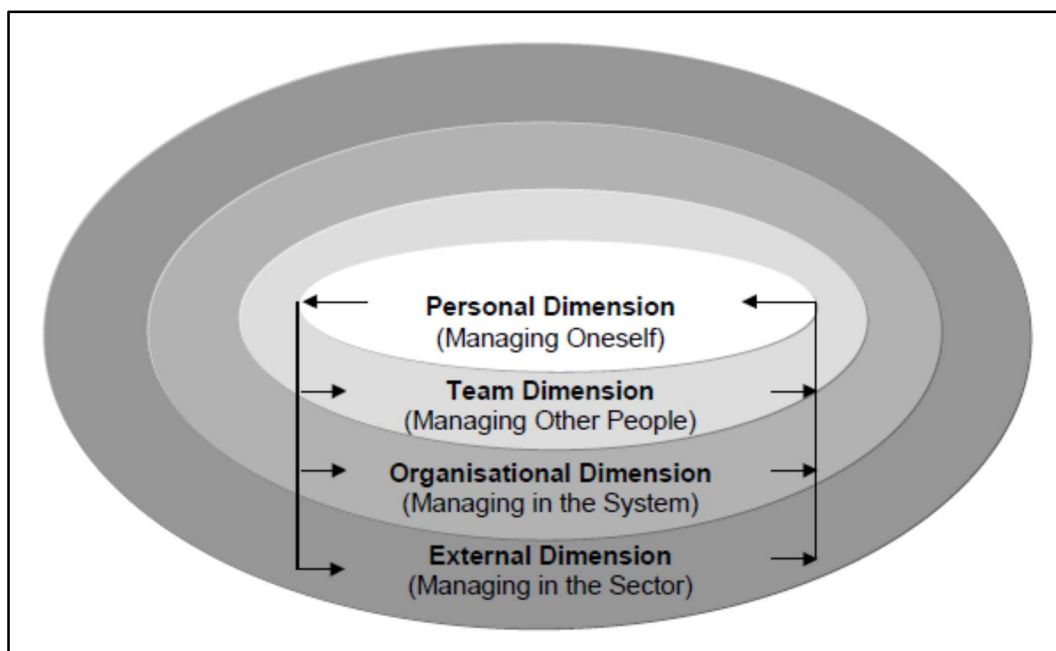 Personal Dimension
(Managing Oneself)
Team Dimension
(Managing Other People)
Organisational Dimension
(Managing in the System)
External Dimension
(Managing in the Sector)